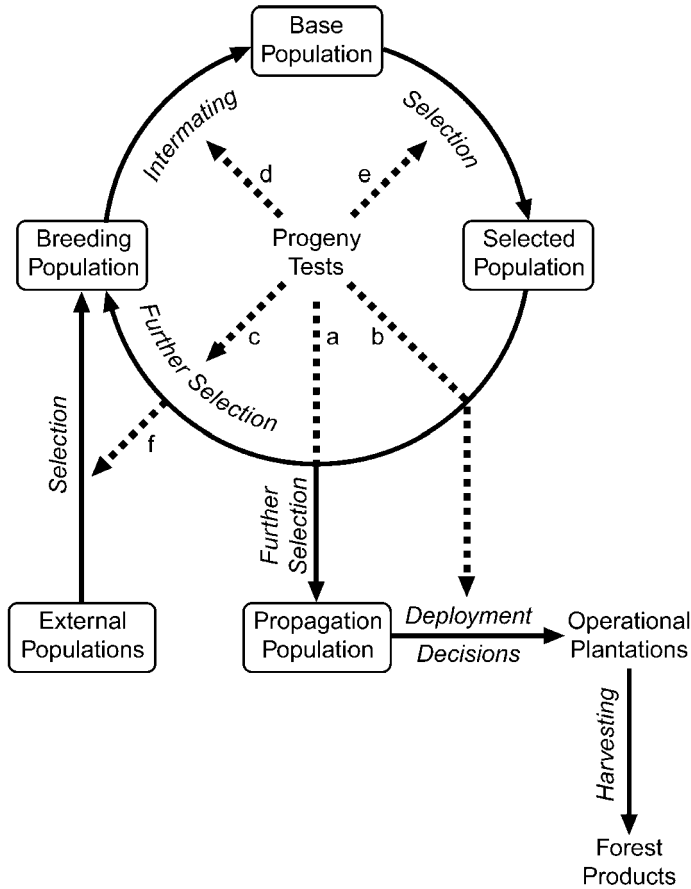 Base
Population
Intermating
Selection
d
e
Breeding
Population
Progeny
Tests
Selected
Population
Further Selection
c
a
b
Selection
f
Further
Selection
External
Populations
Propagation
Population
Deployment
Decisions
Operational
Plantations
Harvesting
Forest
Products